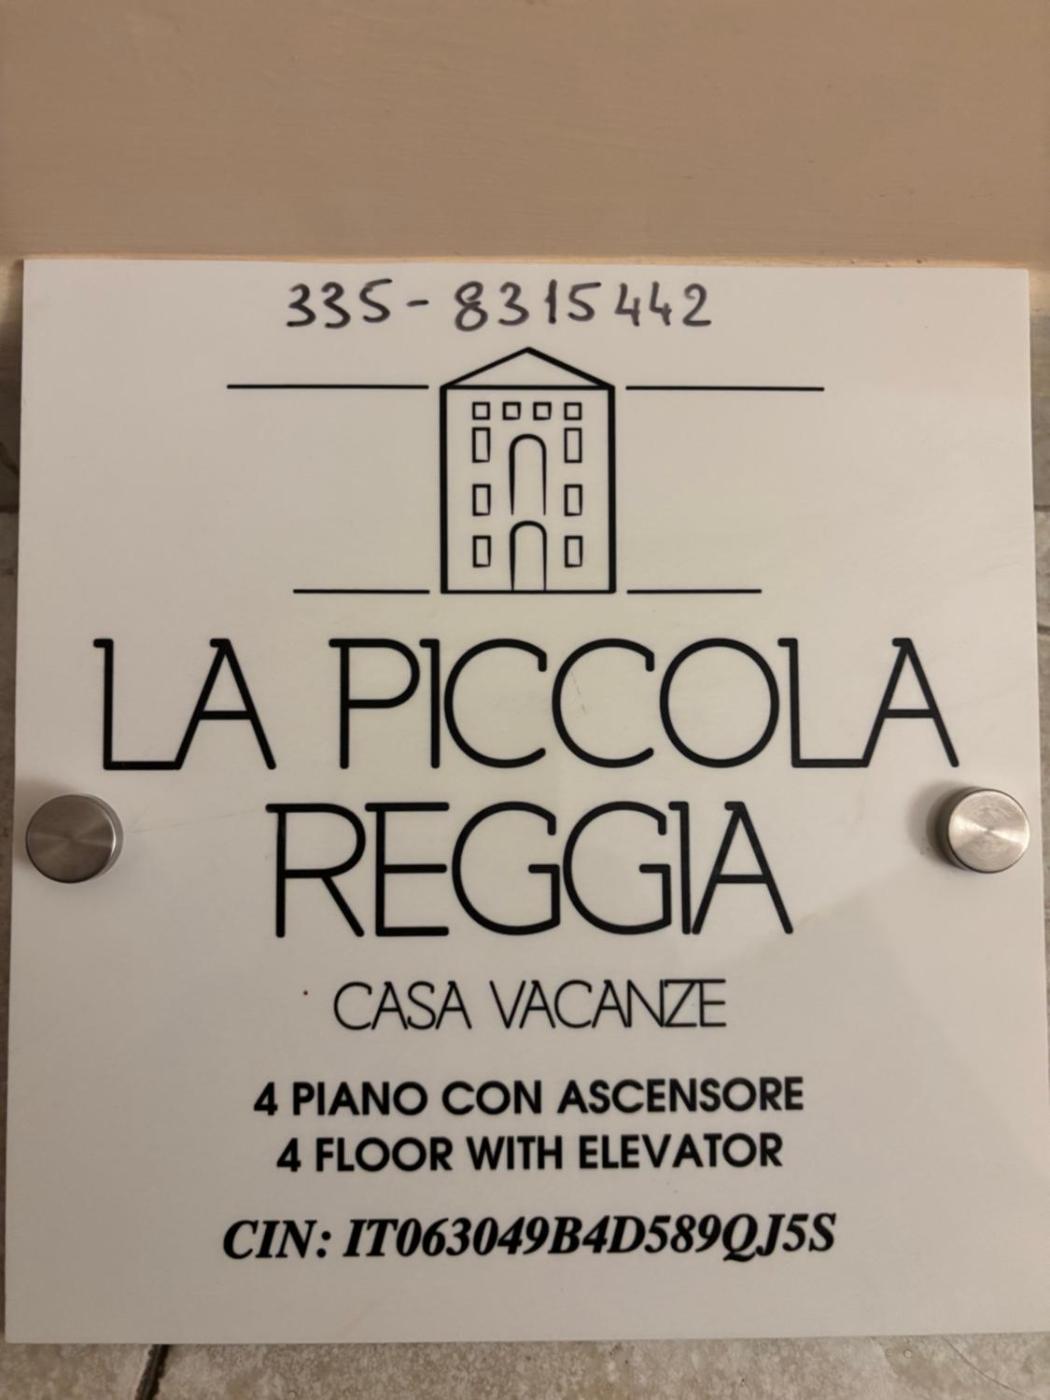 335-8315442
LA PICCOLA
REGGIA
CASA VACANZE
4 PIANO CON ASCENSORE
4 FLOOR WITH ELEVATOR
CIN: IT063049B4D589QJ5S